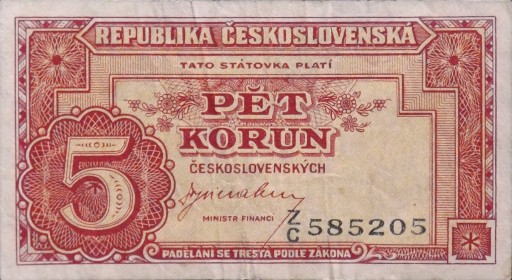 REPUBLIKA ČESKOSLOVENSKÁ
TATO STÁTOVKA PLATÍ
PĚT
KORUN
5
ČESKOSLOVENSKÝCH
MINISTR FINANCÍ
Z/C 585205
PADĚLÁNÍ SE TRESTÁ PODLE ZÁKONA